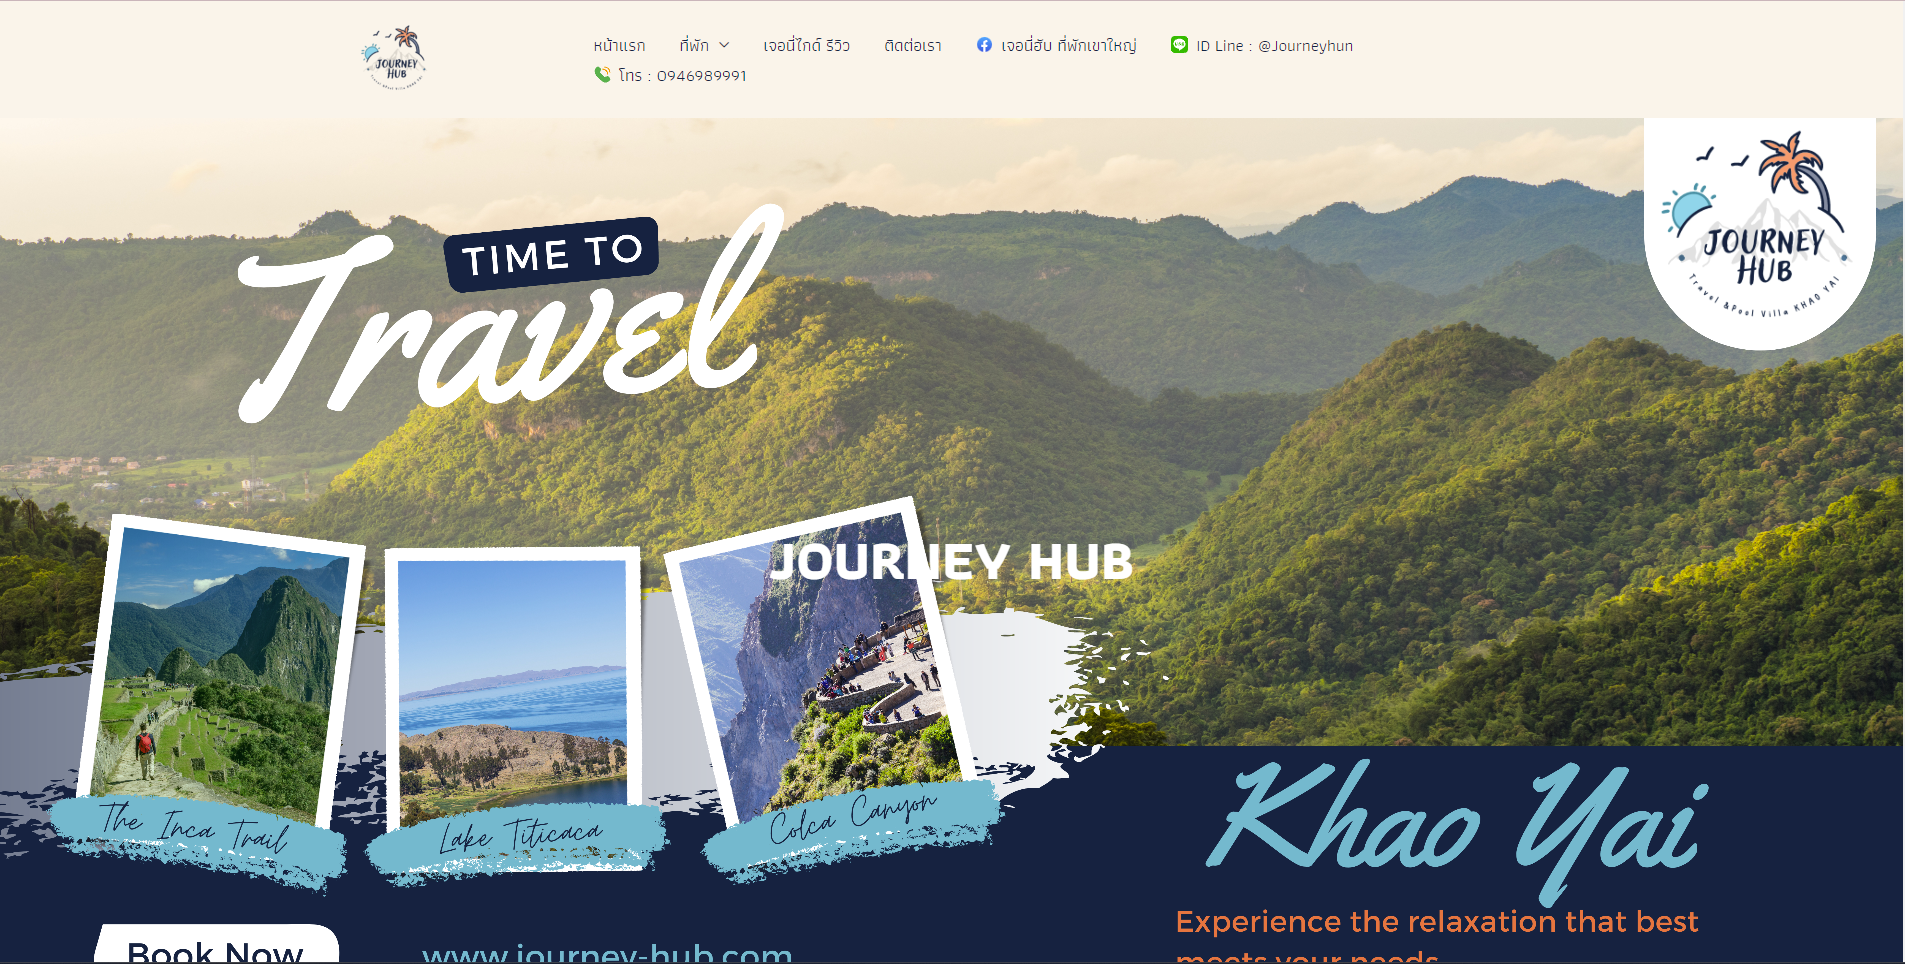 JOURNEY
HUB
หน้าแรก
ที่พัก
เจอนี่ไกด์ รีวิว
ติดต่อเรา
เจอนี่ฮับ ที่พักเขาใหญ่
ID Line : @Journeyhun
โทร : 0946989991
TIME TO
Travel
JOURNEY
HUB
Travel &Pool Villa KHAO YAI
JOURNEY HUB
The Inca Trail
Lake Titicaca
Colca Canyon
Khao Yai
Experience the relaxation that best
meets your needs
Book Now
www.journey-hub.com